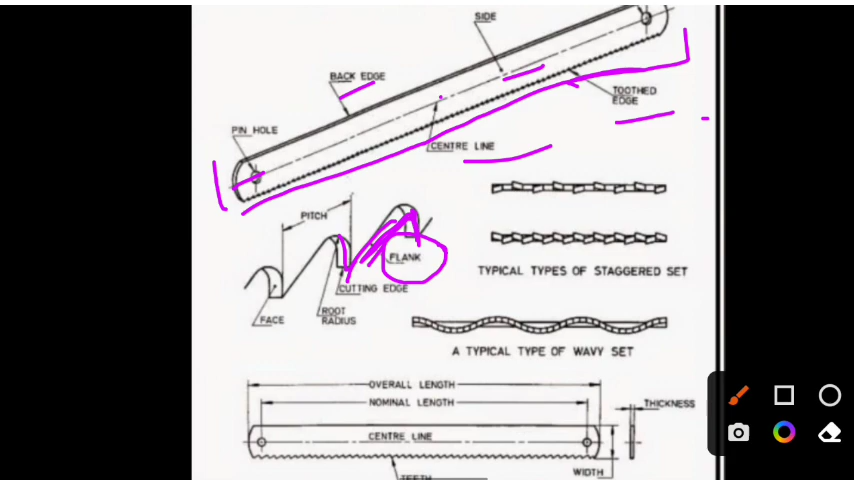 SIDE
BACK EDGE
TOOTHED
EDGE
PIN HOLE
CENTRE LINE
PITCH
FLANK
CUTTING EDGE
ROOT
RADIUS
FACE
TYPICAL TYPES OF STAGGERED SET
A TYPICAL TYPE OF WAVY SET
OVERALL LENGTH
NOMINAL LENGTH
THICKNESS
CENTRE LINE
WIDTH
TEETH